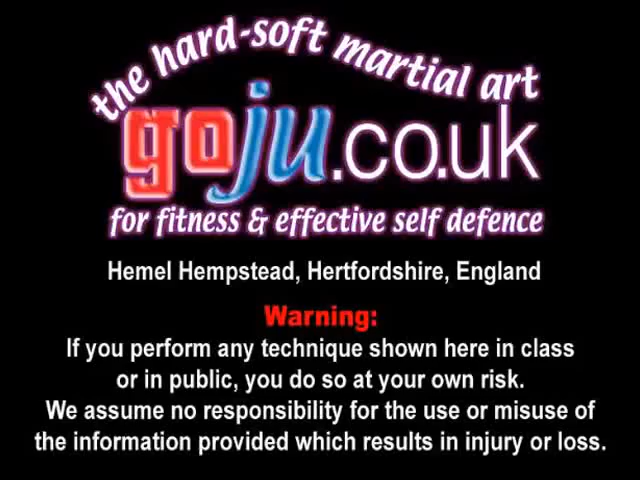 the hard-soft martial art
goju.co.uk
for fitness & effective self defence
Hemel Hempstead, Hertfordshire, England
Warning:
If you perform any technique shown here in class
or in public, you do so at your own risk.
We assume no responsibility for the use or misuse of
the information provided which results in injury or loss.